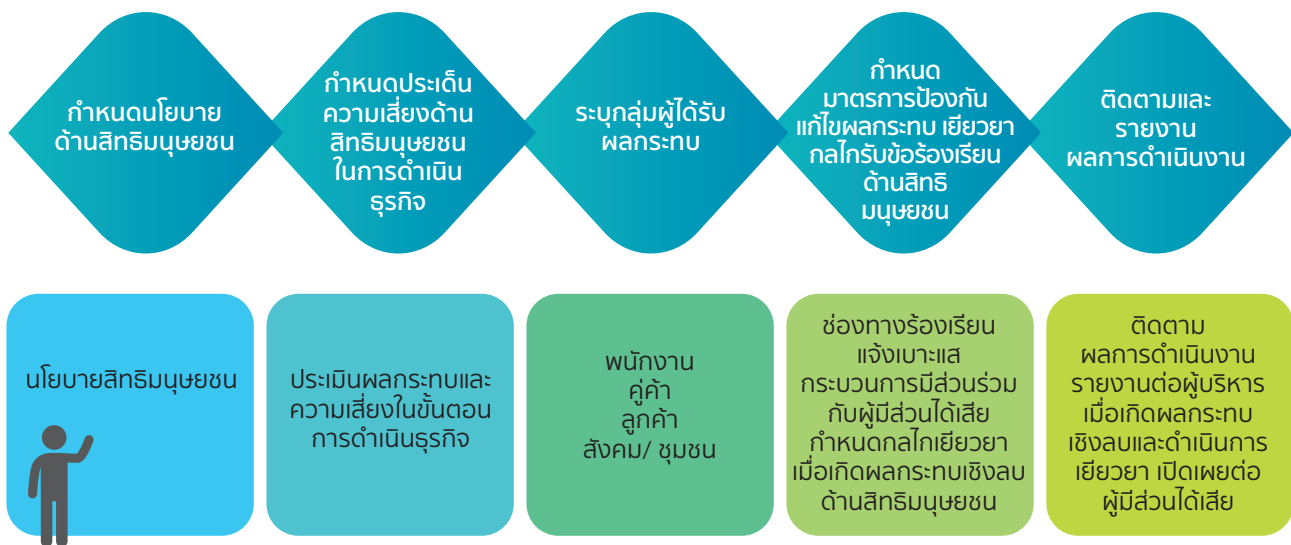 กำหนดนโยบาย
ด้านสิทธิมนุษยชน
กำหนดประเด็น
ความเสี่ยงด้าน
สิทธิมนุษยชน
ในการดำเนิน
ธุรกิจ
ระบุกลุ่มผู้ได้รับ
ผลกระทบ
กำหนด
มาตรการป้องกัน
แก้ไขผลกระทบ เยียวยา
กลไกรับข้อร้องเรียน
ด้านสิทธิ
มนุษยชน
ติดตามและ
รายงาน
ผลการดำเนินงาน
นโยบายสิทธิมนุษยชน
ประเมินผลกระทบและ
ความเสี่ยงในขั้นตอน
การดำเนินธุรกิจ
พนักงาน
คู่ค้า
ลูกค้า
สังคม/ ชุมชน
ช่องทางร้องเรียน
แจ้งเบาะแส
กระบวนการมีส่วนร่วม
กับผู้มีส่วนได้เสีย
กำหนดกลไกเยียวยา
เมื่อเกิดผลกระทบเชิงลบ
ด้านสิทธิมนุษยชน
ติดตาม
ผลการดำเนินงาน
รายงานต่อผู้บริหาร
เมื่อเกิดผลกระทบ
เชิงลบและดำเนินการ
เยียวยา เปิดเผยต่อ
ผู้มีส่วนได้เสีย